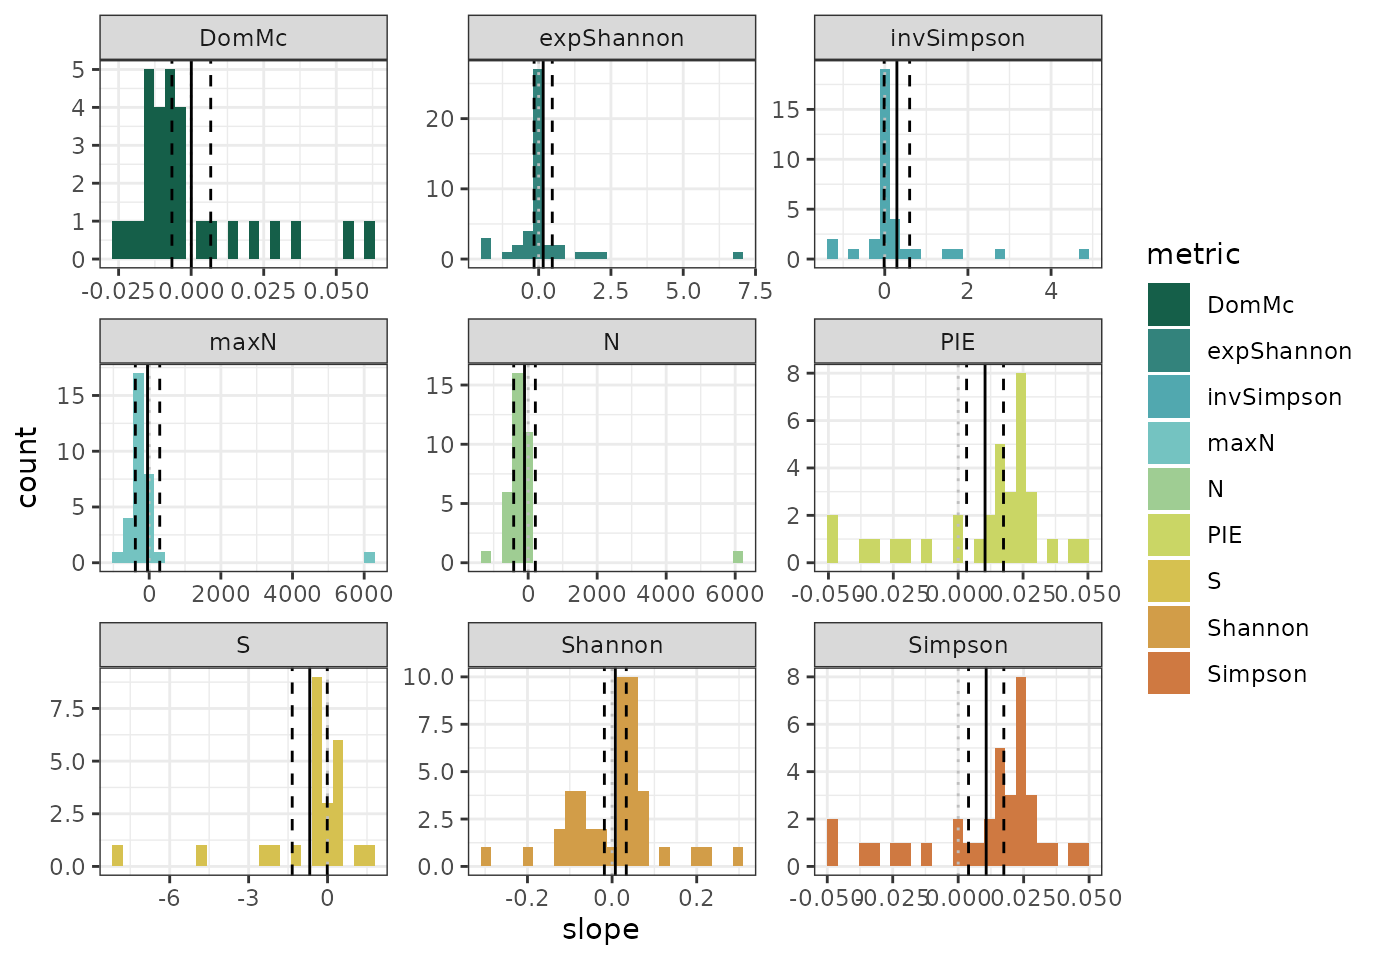 DomMc expShannon invSimpson
5
4
3
2
1
0
-0.025 0.000 0.025 0.050
20
10
0
0.0 2.5 5.0 7.5
15
10
5
0
0 2 4
maxN N PIE
15
10
5
0
0 2000 4000 6000
15
10
5
0
0 2000 4000 6000
8
6
4
2
0
-0.050 -0.025 0.000 0.025 0.050
S Shannon Simpson
7.5
5.0
2.5
0.0
-6 -3 0
10.0
7.5
5.0
2.5
0.0
-0.2 0.0 0.2
8
6
4
2
0
-0.050 -0.025 0.000 0.025 0.050
count
slope
metric
DomMc
expShannon
invSimpson
maxN
N
PIE
S
Shannon
Simpson